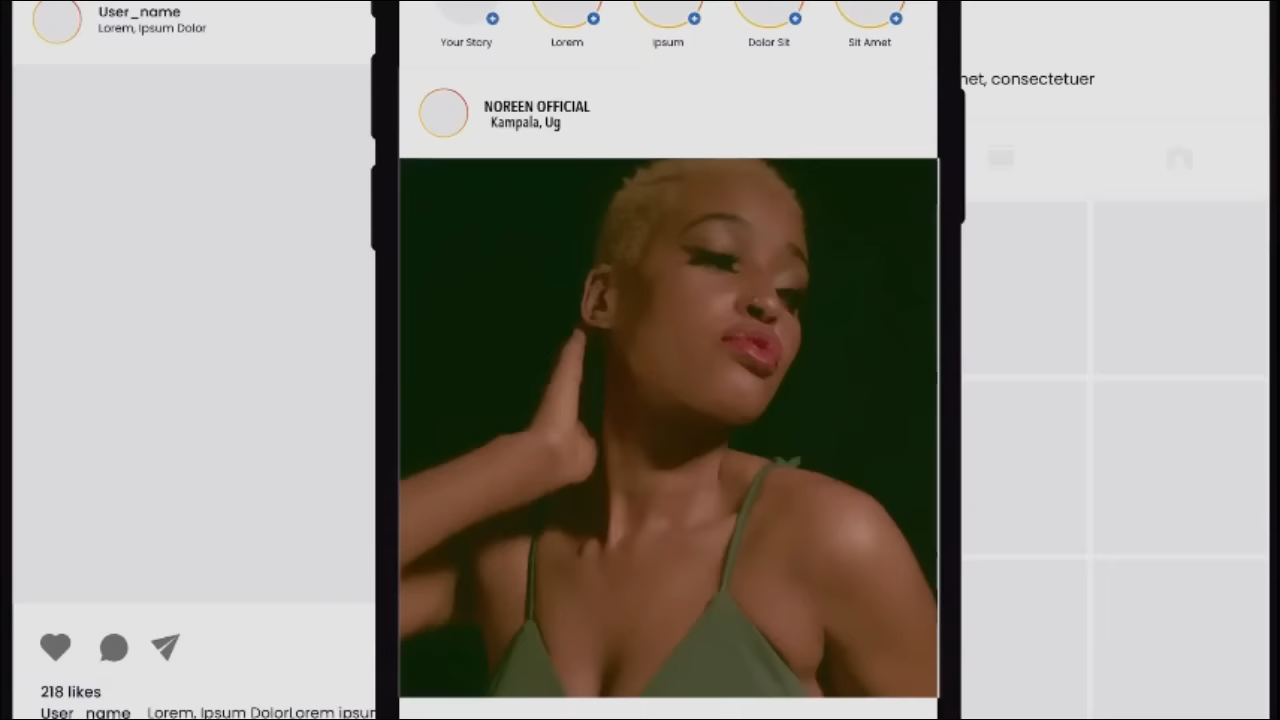 User_name
Lorem, Ipsum Dolor
Your Story
Lorem
Ipsum
Dolor Sit
Sit Amet
NOREEN OFFICIAL
Kampala, Ug
net, consectetuer
218 likes
User_name Lorem, Ipsum DolorLorem ipsum